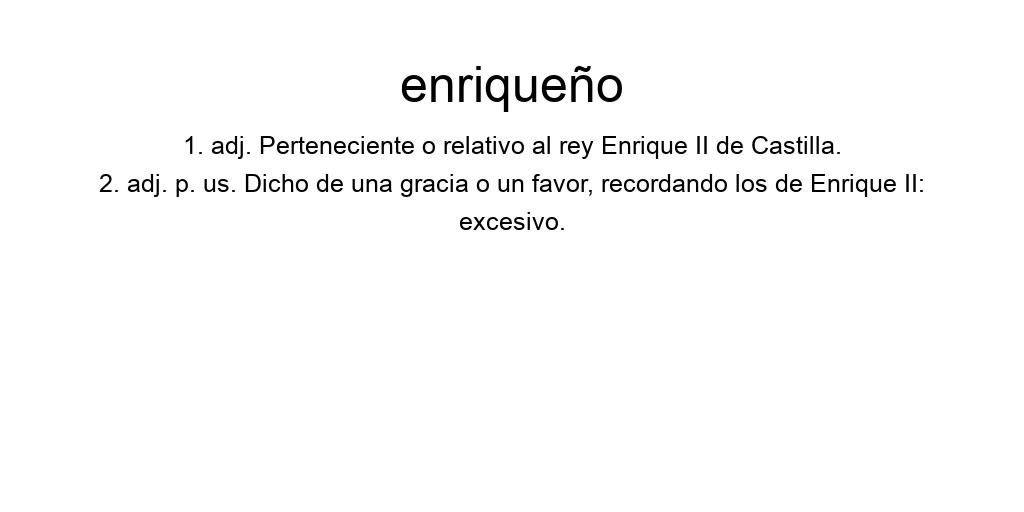 enriqueño
1. adj. Perteneciente o relativo al rey Enrique II de Castilla.
2. adj. p. us. Dicho de una gracia o un favor, recordando los de Enrique II:
excesivo.